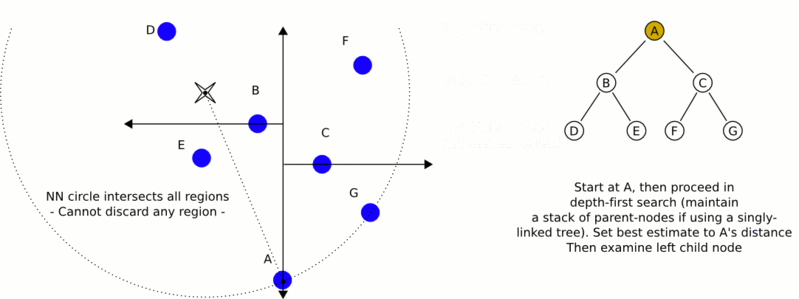 D
F
B
C
E
G
A
NN circle intersects all regions
- Cannot discard any region -
A
B
C
D
E
F
G
Start at A, then proceed in
depth-first search (maintain
a stack of parent-nodes if using a singly-
linked tree). Set best estimate to A's distance
Then examine left child node